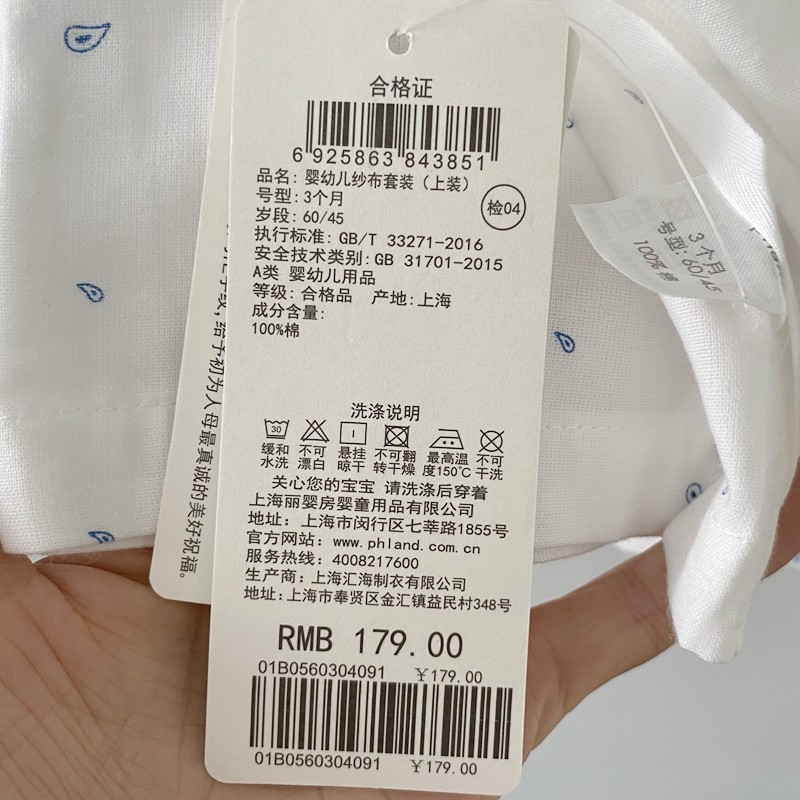 合格证
6 925863 843851
品名: 婴幼儿纱布套装（上装）
号型: 3个月
检04
岁段: 60/45
执行标准: GB/T 33271-2016
安全技术类别: GB 31701-2015
A类 婴幼儿用品
等级: 合格品 产地: 上海
成分含量:
100%棉
洗涤说明
30
缓和水洗 不可漂白 悬挂晾干 不可翻转干燥 最高温度150℃ 不可干洗
关心您的宝宝 请洗涤后穿着
上海丽婴房婴童用品有限公司
地址: 上海市闵行区七莘路1855号
官方网站: www.phland.com.cn
服务热线: 4008217600
生产商: 上海汇海制衣有限公司
地址: 上海市奉贤区金汇镇益民村348号
RMB 179.00
01B0560304091 ¥179.00
01B0560304091 ¥179.00
给予初为人母最真诚的美好祝福。
3个月
号型: 60/45
100%棉